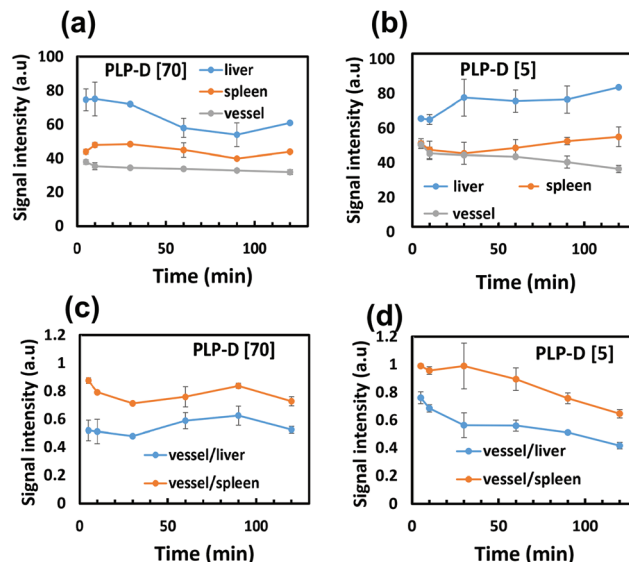 (a)
PLP-D [70]
liver
spleen
vessel
Signal intensity (a.u)
100
80
60
40
20
0
0 50 100
Time (min)
(b)
PLP-D [5]
Signal intensity (a.u)
100
80
60
40
20
0
liver spleen
vessel
0 50 100
Time (min)
(c)
PLP-D [70]
Signal intensity (a.u)
1.2
1
0.8
0.6
0.4
0.2
0
vessel/liver
vessel/spleen
0 50 100
Time (min)
(d)
PLP-D [5]
Signal intensity (a.u)
1.2
1
0.8
0.6
0.4
0.2
0
vessel/liver
vessel/spleen
0 50 100
Time (min)